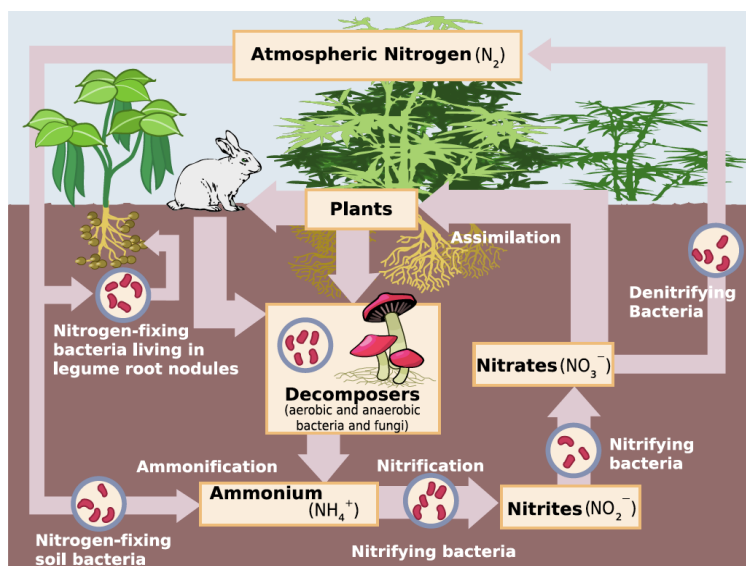 Atmospheric Nitrogen (N₂)
Plants
Assimilation
Denitrifying
Bacteria
Nitrogen-fixing
bacteria living in
legume root nodules
Nitrates (NO₃⁻)
Decomposers
(aerobic and anaerobic
bacteria and fungi)
Nitrifying
bacteria
Ammonification
Nitrification
Ammonium
(NH₄⁺)
Nitrites (NO₂⁻)
Nitrogen-fixing
soil bacteria
Nitrifying bacteria